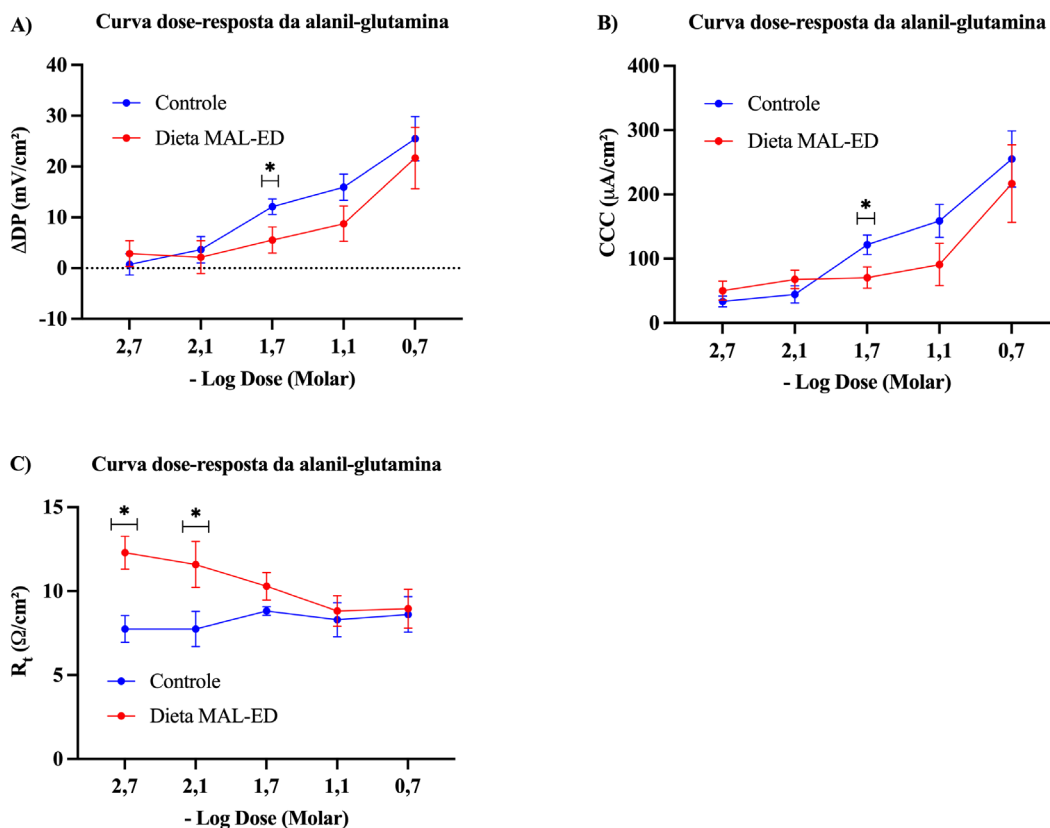 A)
Curva dose-resposta da alanil-glutamina
ΔDP (mV/cm²)
40
30
20
10
0
-10
Controle
Dieta MAL-ED
*
2,7 2,1 1,7 1,1 0,7
- Log Dose (Molar)
B)
Curva dose-resposta da alanil-glutamina
CCC (µA/cm²)
400
300
200
100
0
Controle
Dieta MAL-ED
*
2,7 2,1 1,7 1,1 0,7
- Log Dose (Molar)
C)
Curva dose-resposta da alanil-glutamina
Rt (Ω/cm²)
15
10
5
0
* *
Controle
Dieta MAL-ED
2,7 2,1 1,7 1,1 0,7
- Log Dose (Molar)